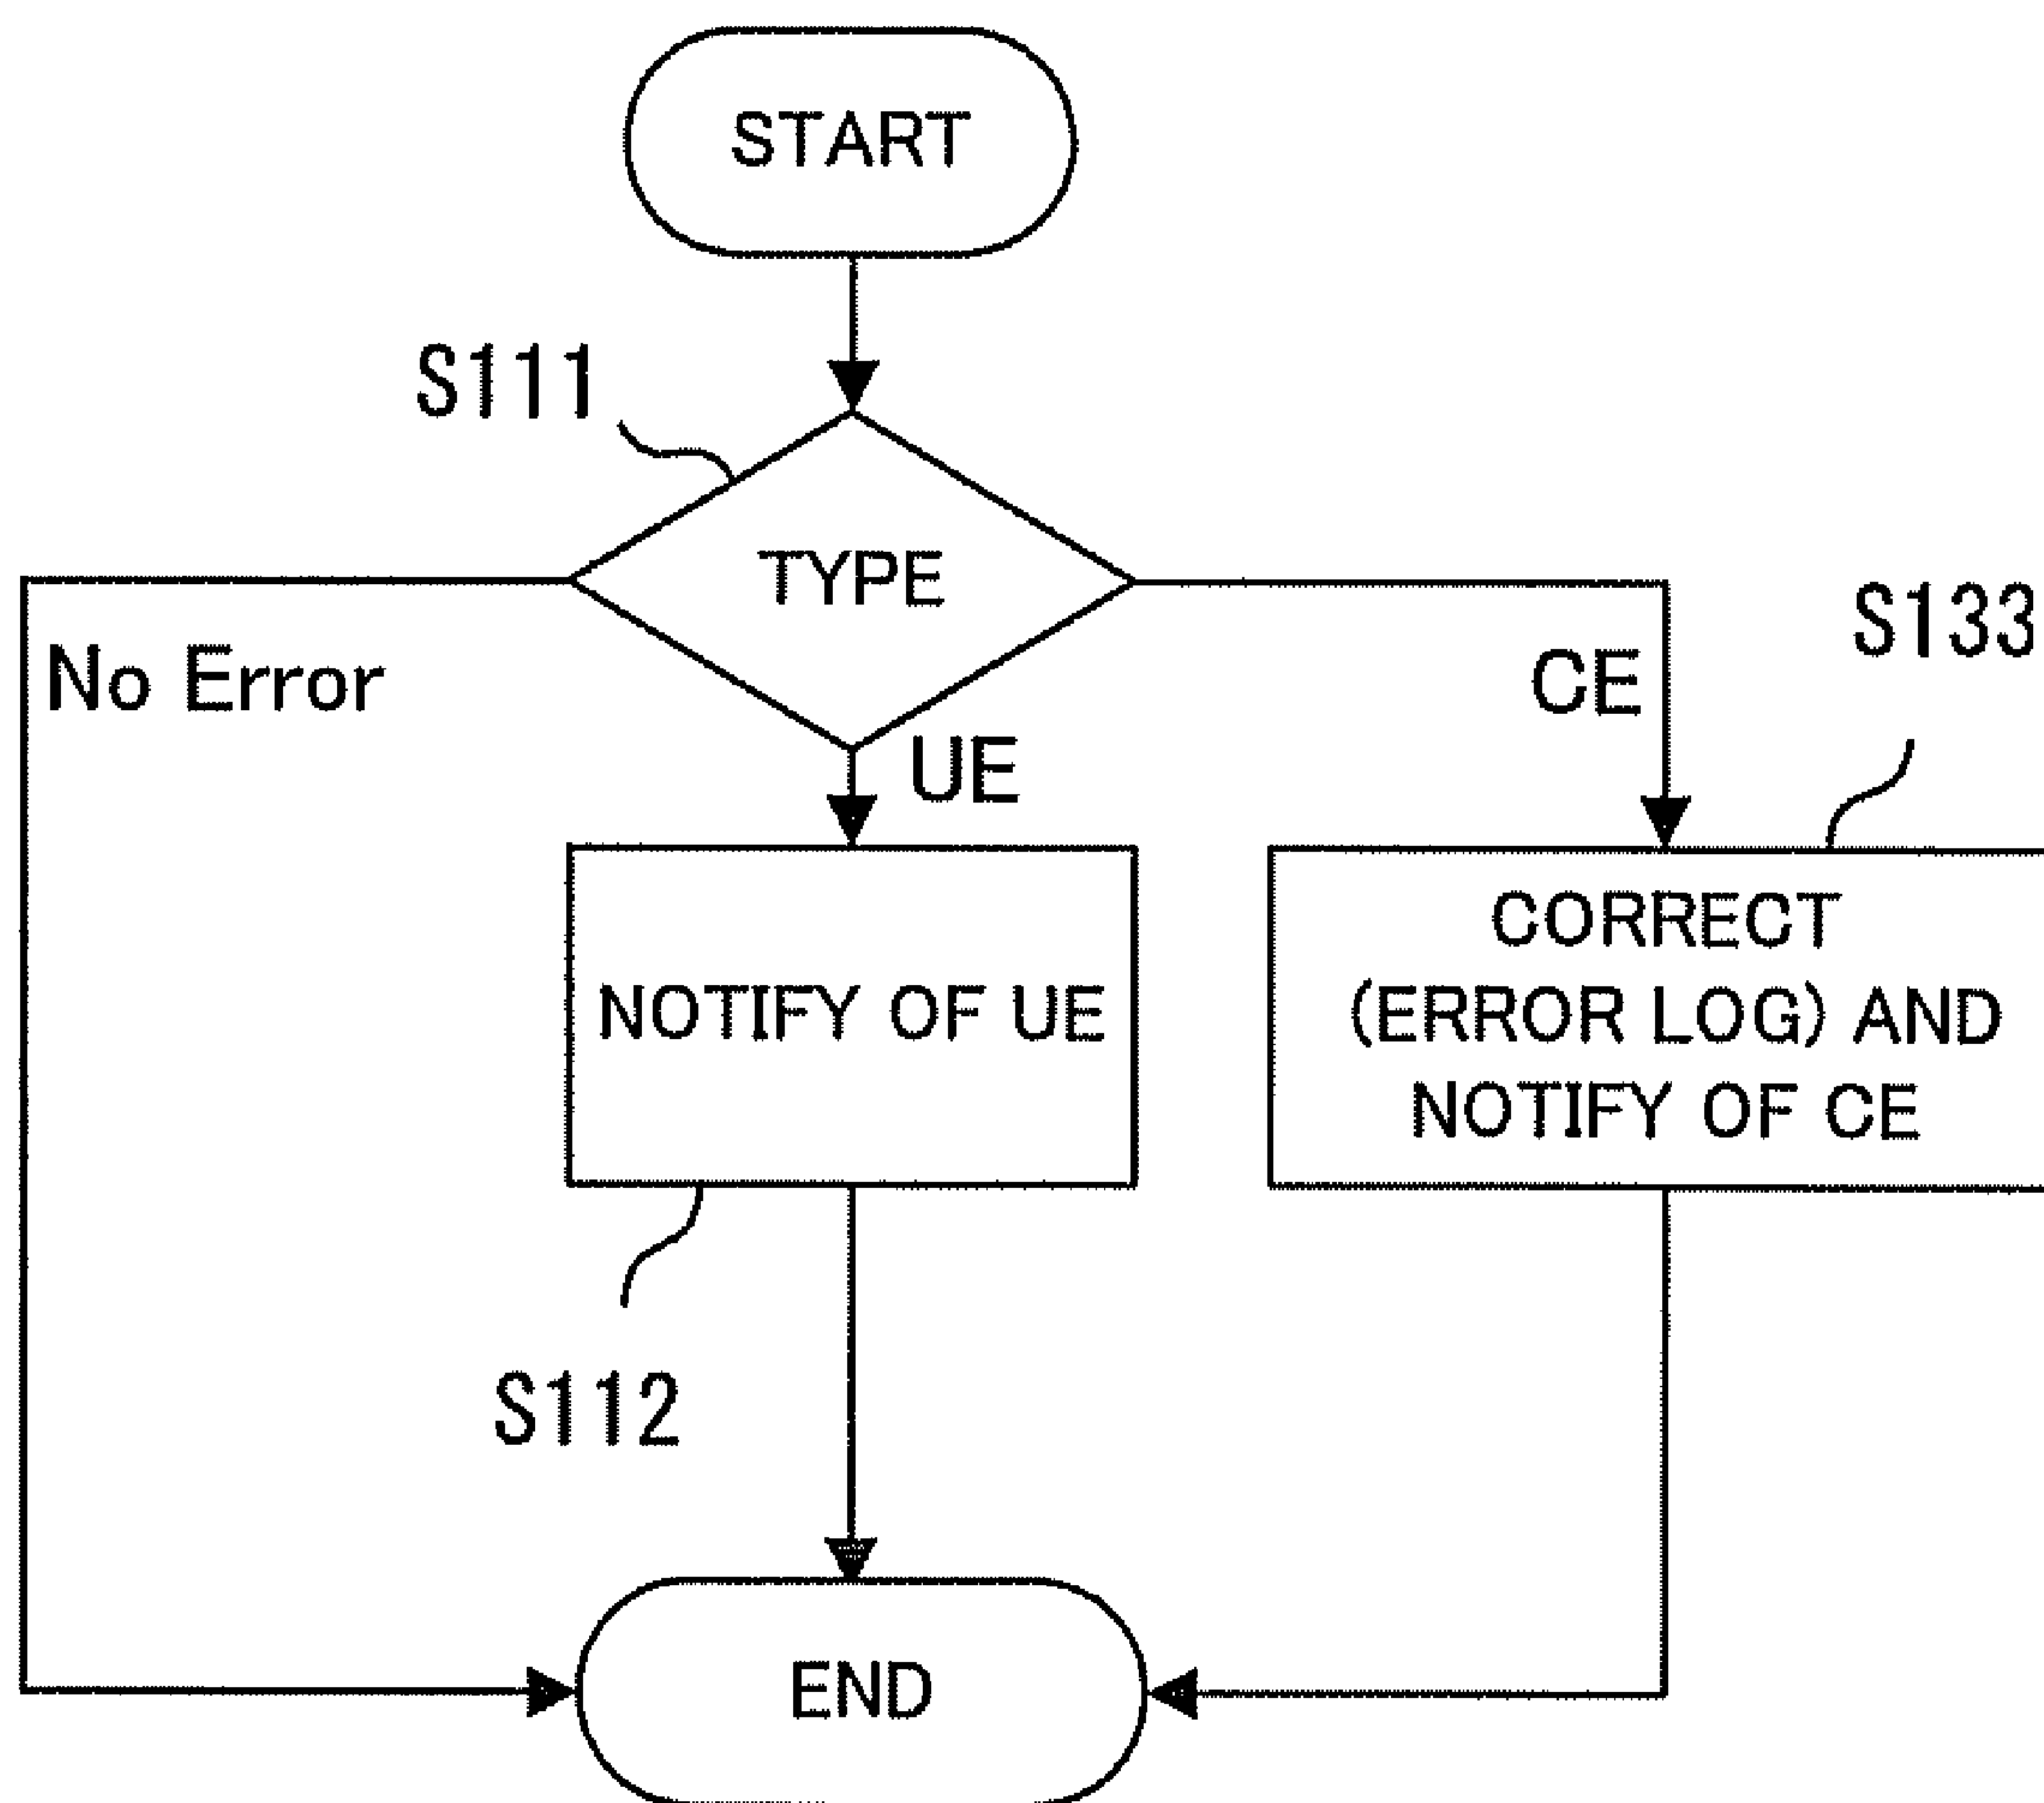 START
S111
TYPE
S133
No Error
CE
UE
NOTIFY OF UE
CORRECT
(ERROR LOG) AND
NOTIFY OF CE
S112
END